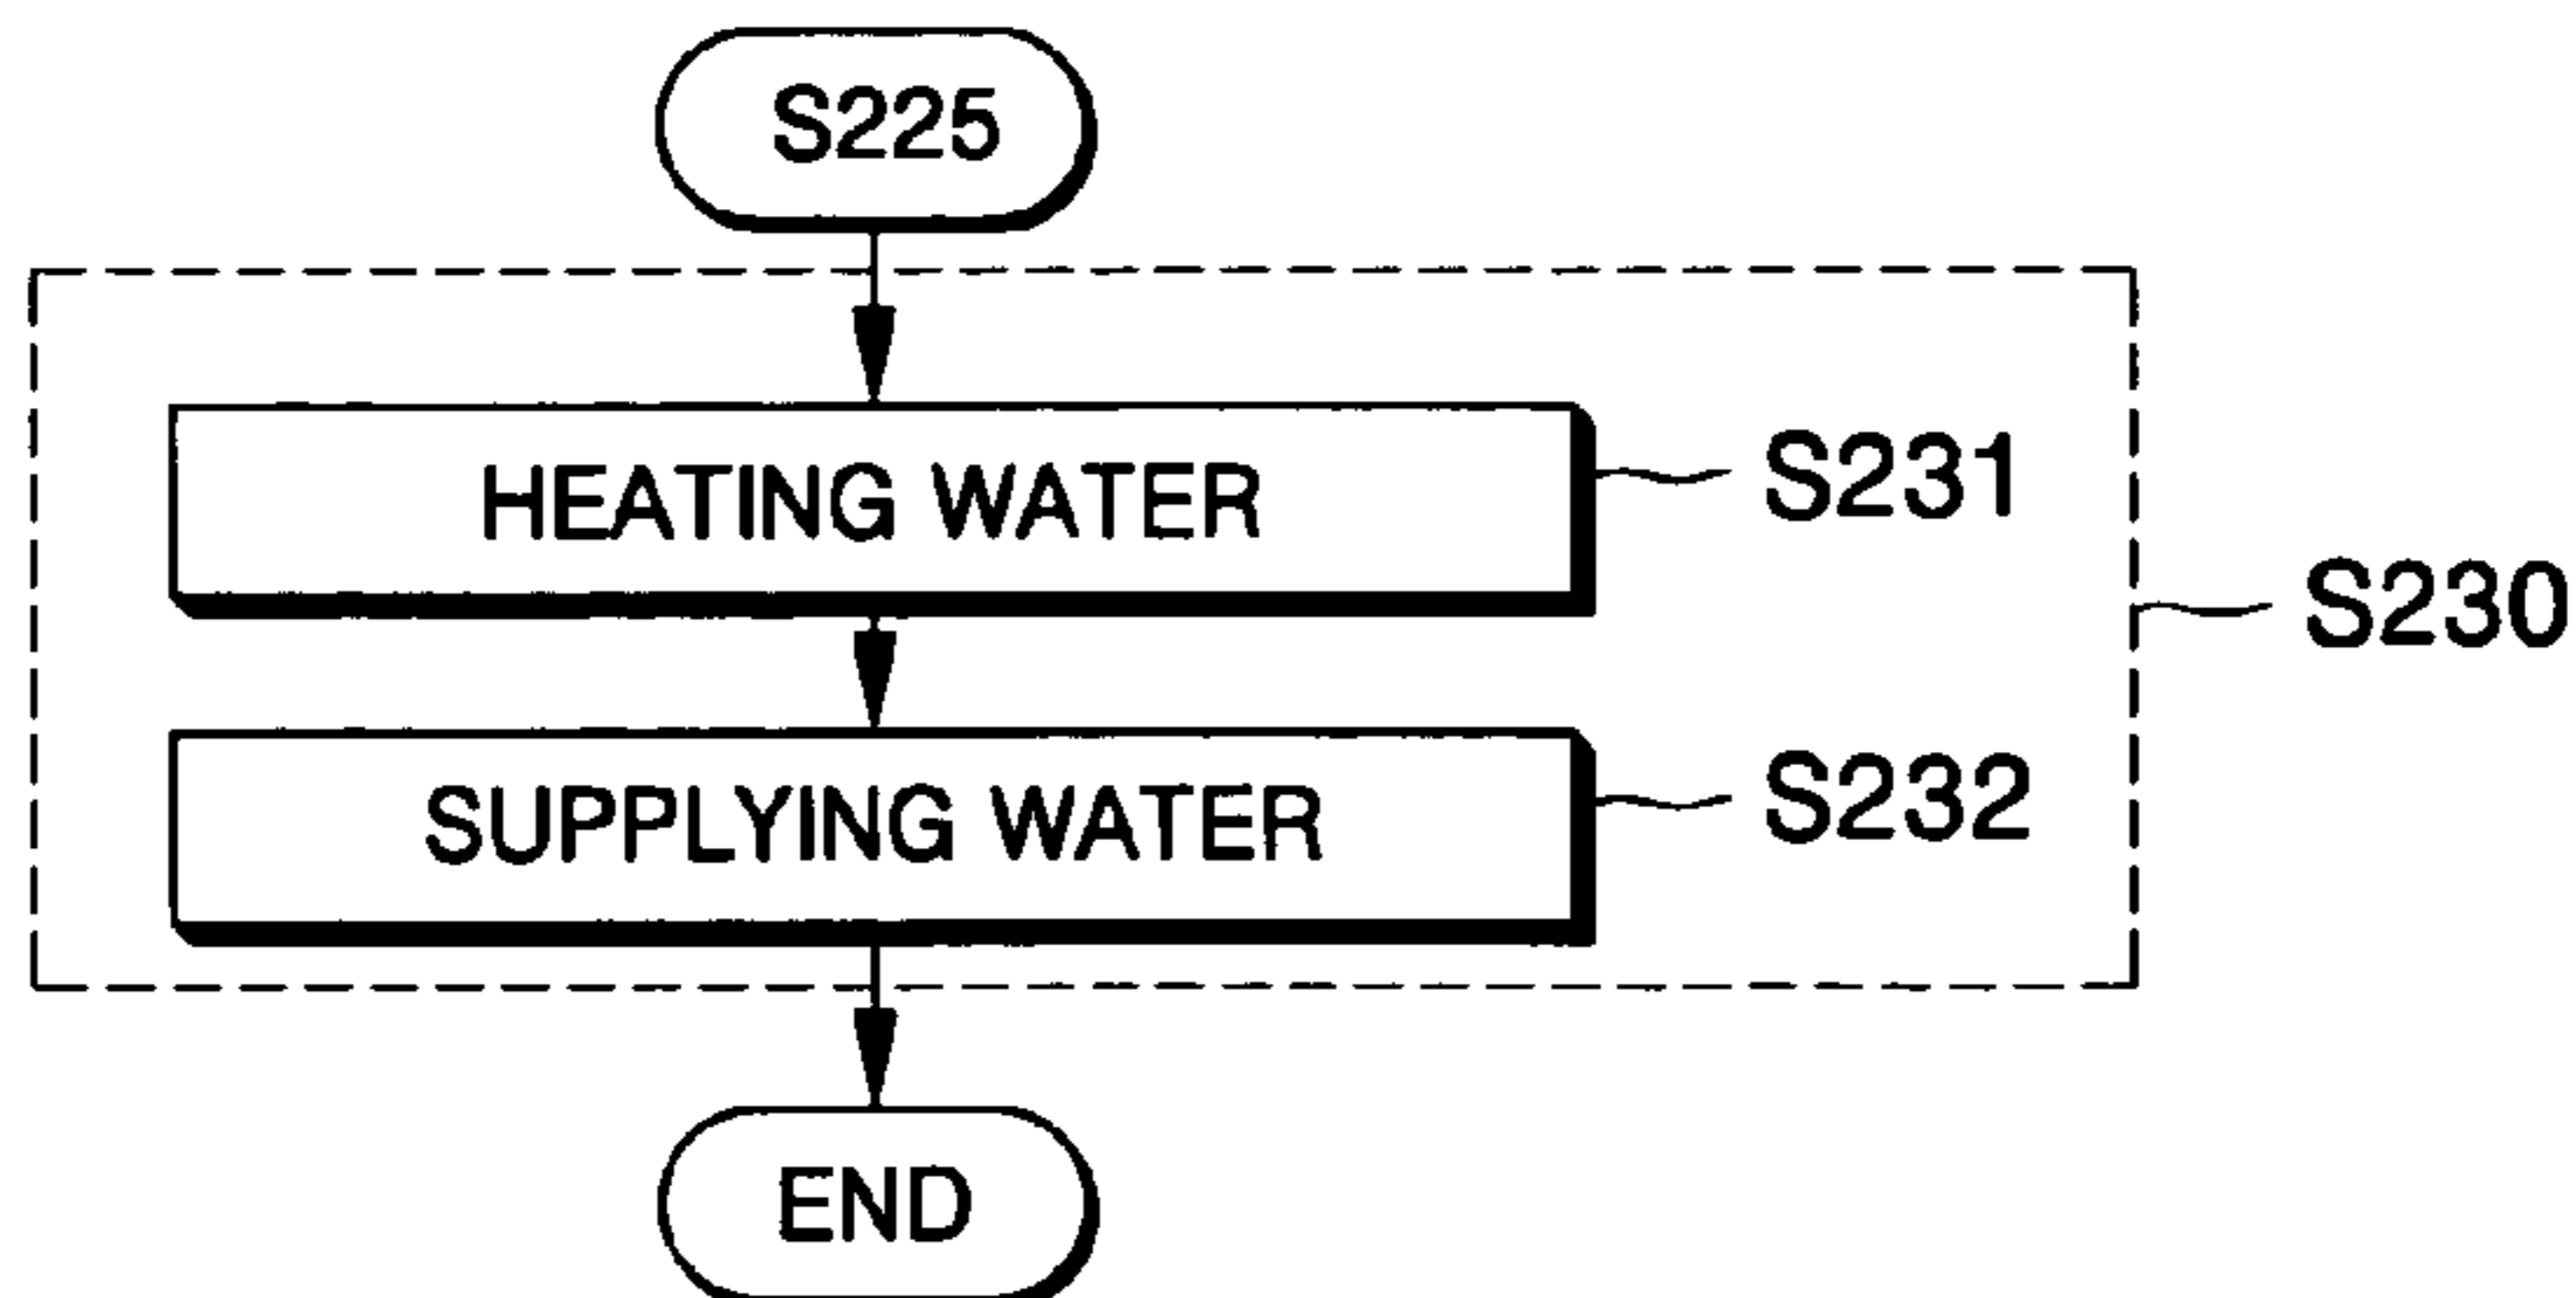 S225
HEATING WATER
S231
S230
SUPPLYING WATER
S232
END